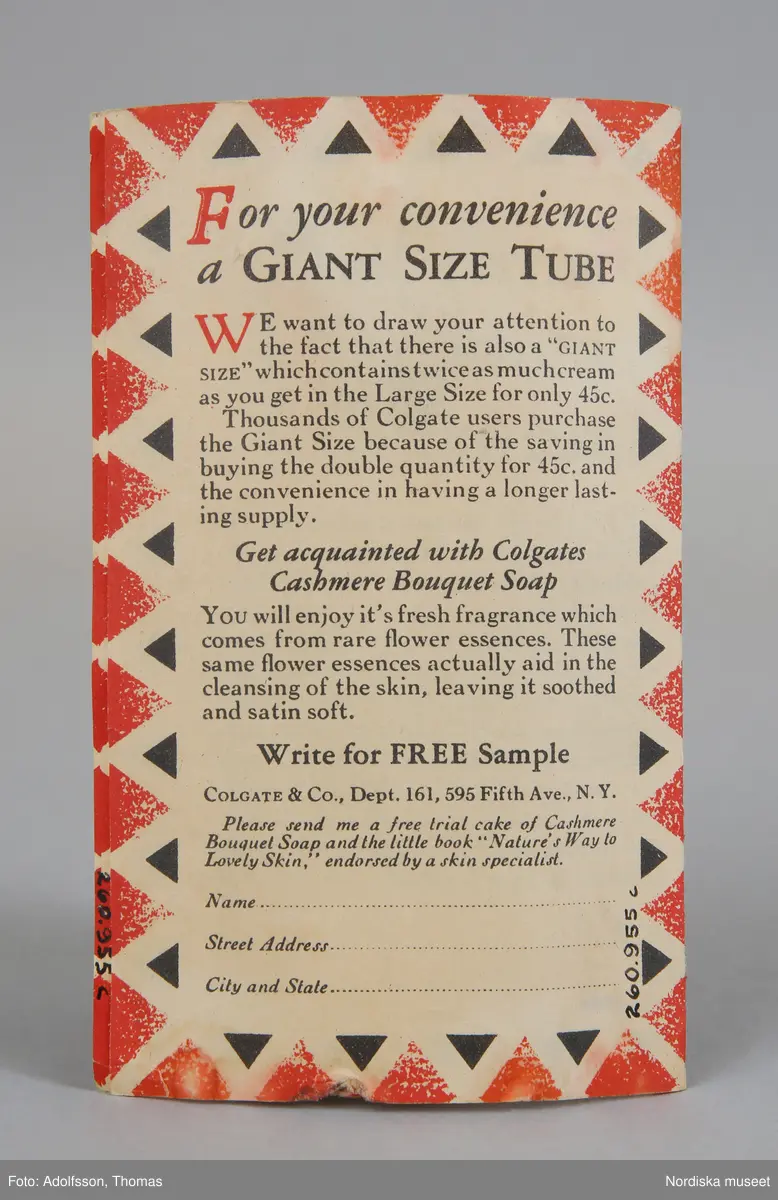 For your convenience
a GIANT SIZE TUBE
WE want to draw your attention to
the fact that there is also a "GIANT
SIZE" which contains twice as much cream
as you get in the Large Size for only 45c.
Thousands of Colgate users purchase
the Giant Size because of the saving in
buying the double quantity for 45c. and
the convenience in having a longer last-
ing supply.
Get acquainted with Colgates
Cashmere Bouquet Soap
YOU will enjoy it's fresh fragrance which
comes from rare flower essences. These
same flower essences actually aid in the
cleansing of the skin, leaving it soothed
and satin soft.
Write for FREE Sample
COLGATE & CO., Dept. 161, 595 Fifth Ave., N. Y.
Please send me a free trial cake of Cashmere
Bouquet Soap and the little book "Nature's Way to
Lovely Skin," endorsed by a skin specialist.
Name
Street Address
City and State
260.955 c
260.955 c
Foto: Adolfsson, Thomas
Nordiska museet